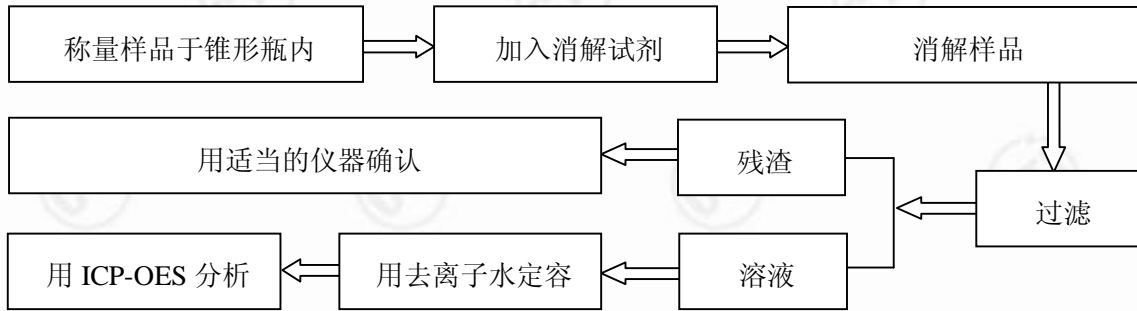 称量样品于锥形瓶内
加入消解试剂
消解样品
用适当的仪器确认
残渣
过滤
用 ICP-OES 分析
用去离子水定容
溶液